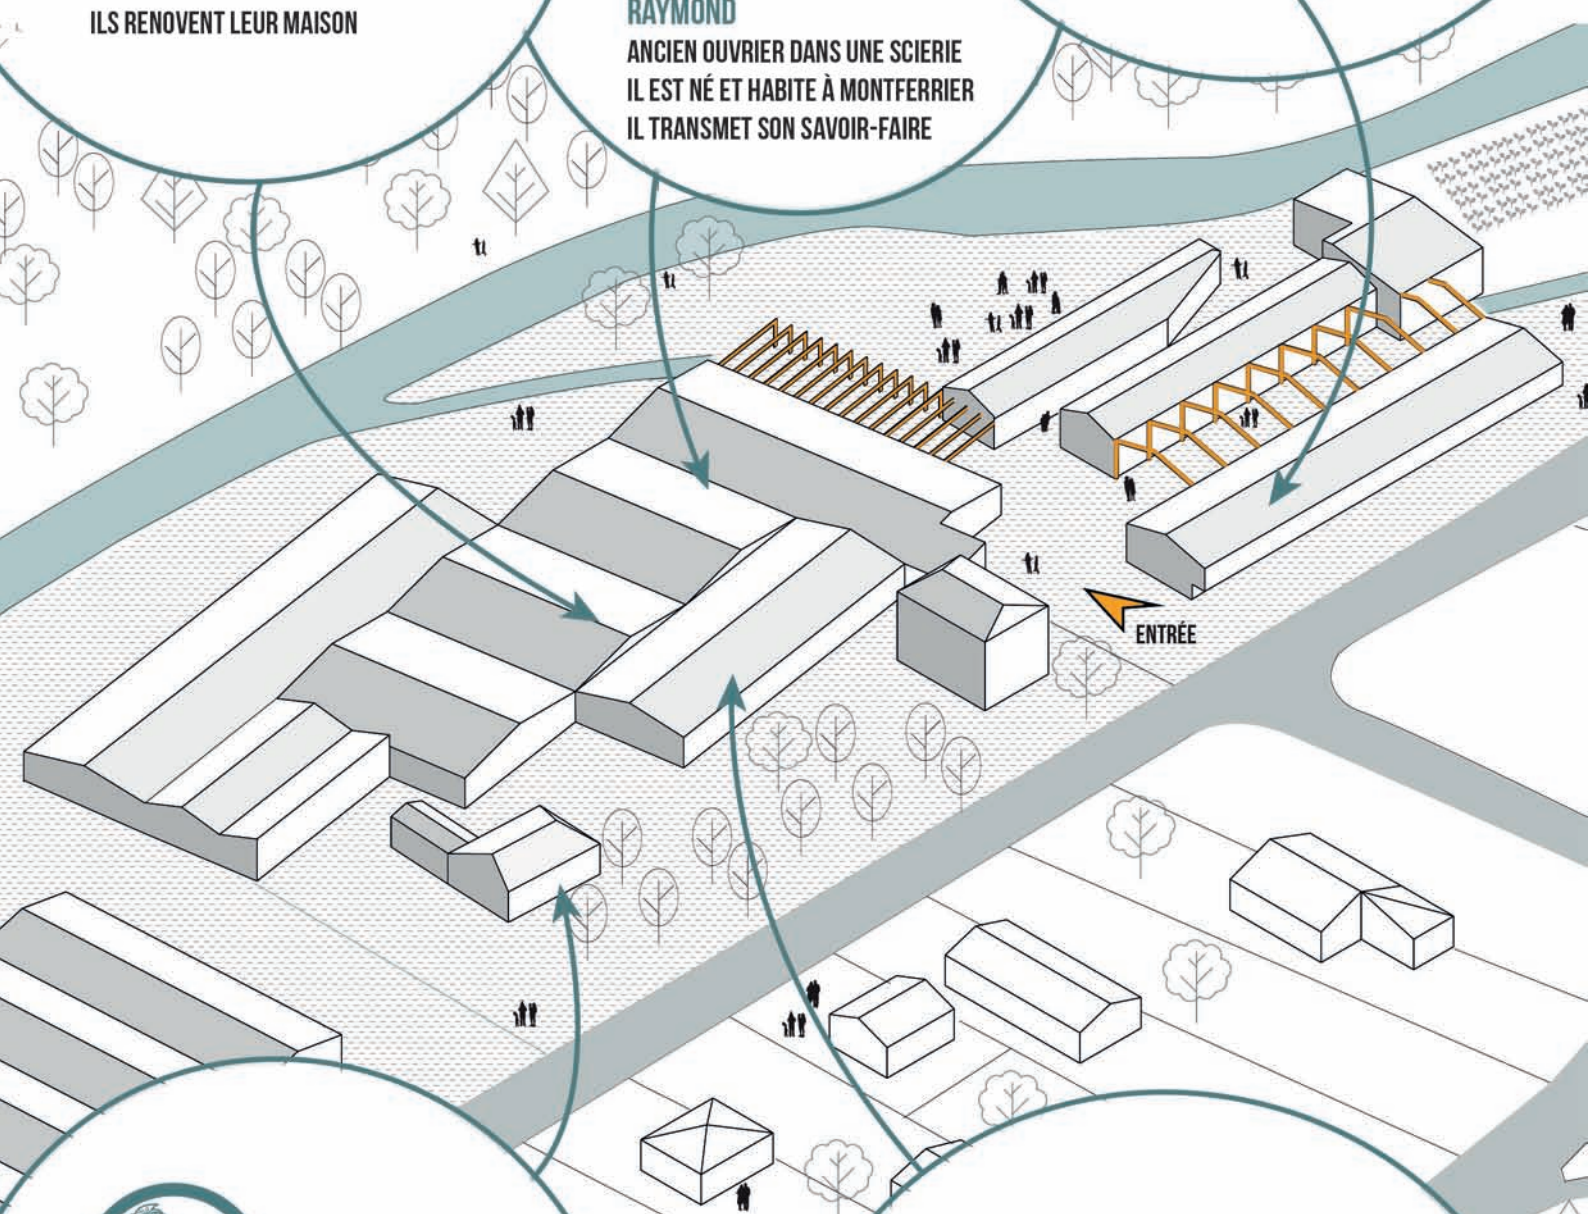 ILS RENOVENT LEUR MAISON
RAYMOND
ANCIEN OUVRIER DANS UNE SCIERIE
IL EST NÉ ET HABITE À MONTFERRIER
IL TRANSMET SON SAVOIR-FAIRE
ENTRÉE